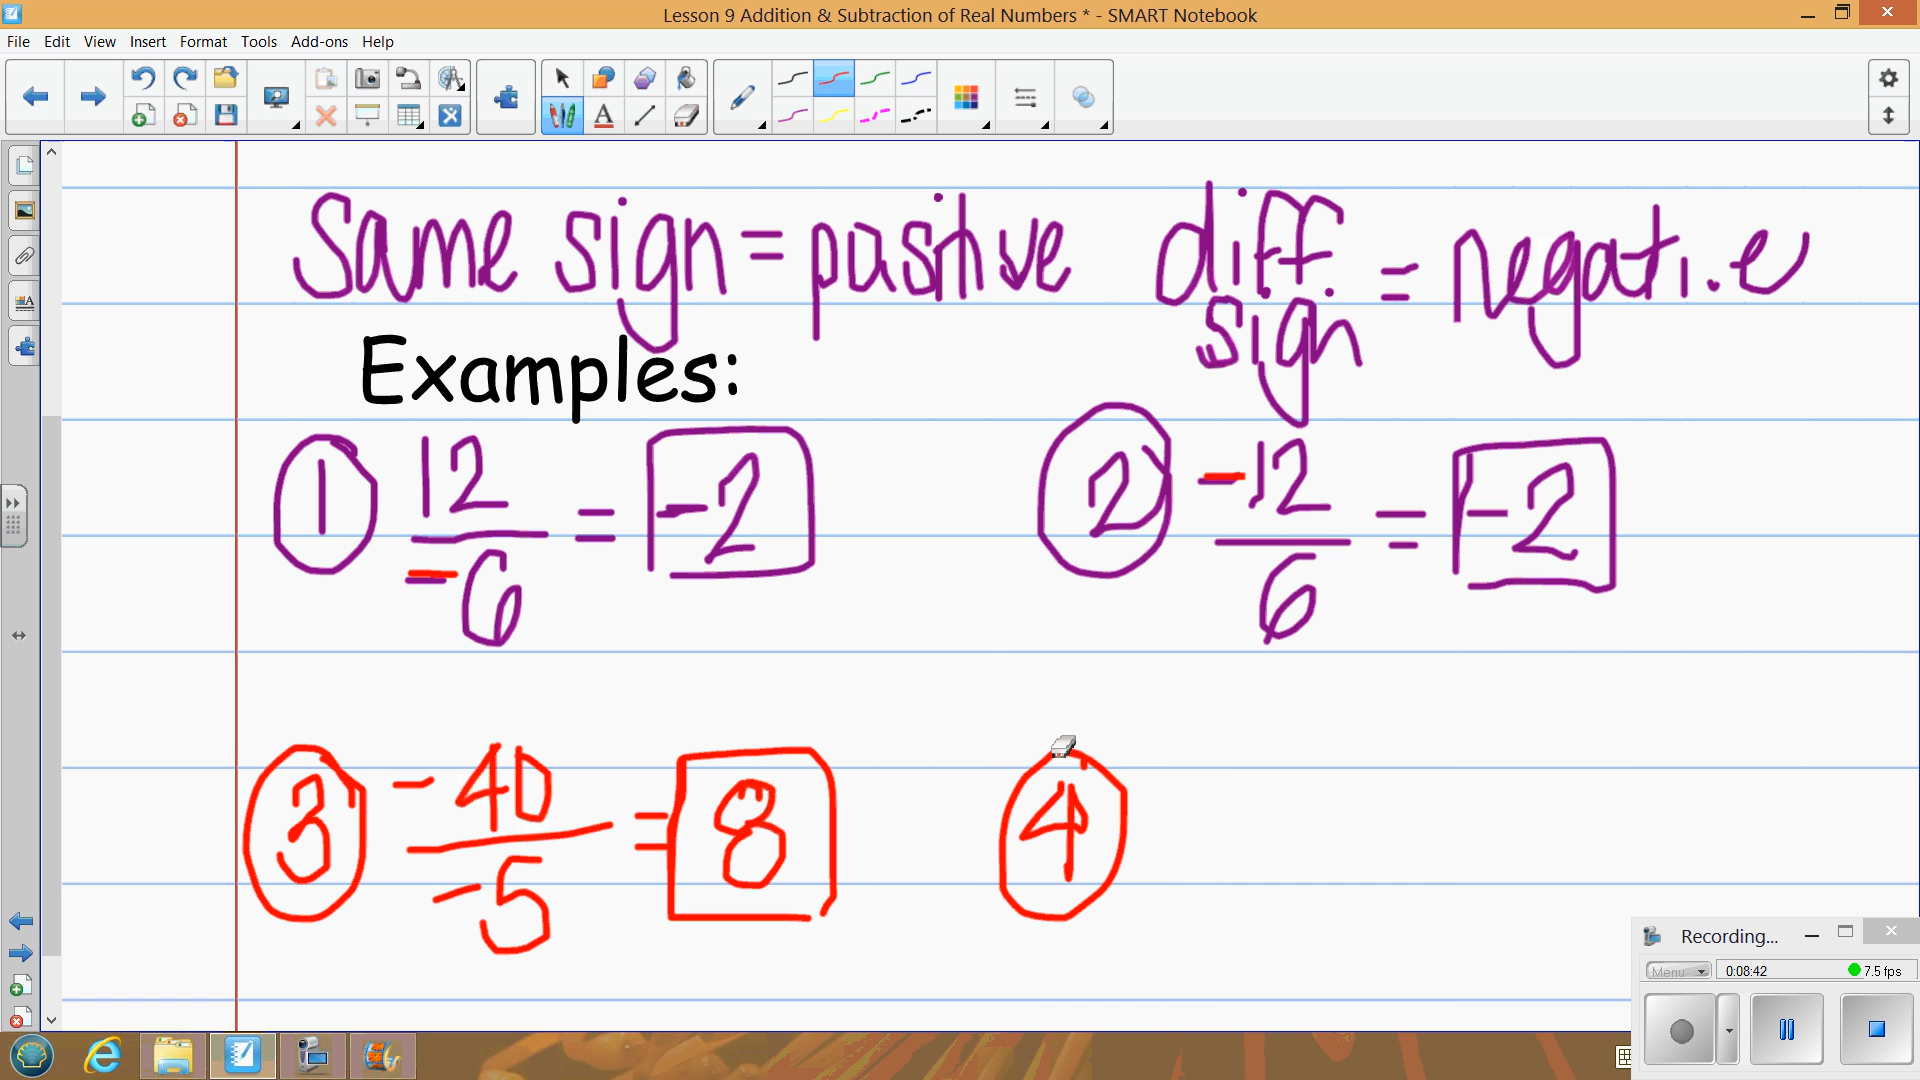 Lesson 9 Addition & Subtraction of Real Numbers * - SMART Notebook
File Edit View Insert Format Tools Add-ons Help
Same sign = positive diff. sign = negati.e
Examples:
① 12/-6 = -2
② -12/6 = -2
③ -40/-5 = 8
④
Recording...
Menu 0:08:42 7.5 fps